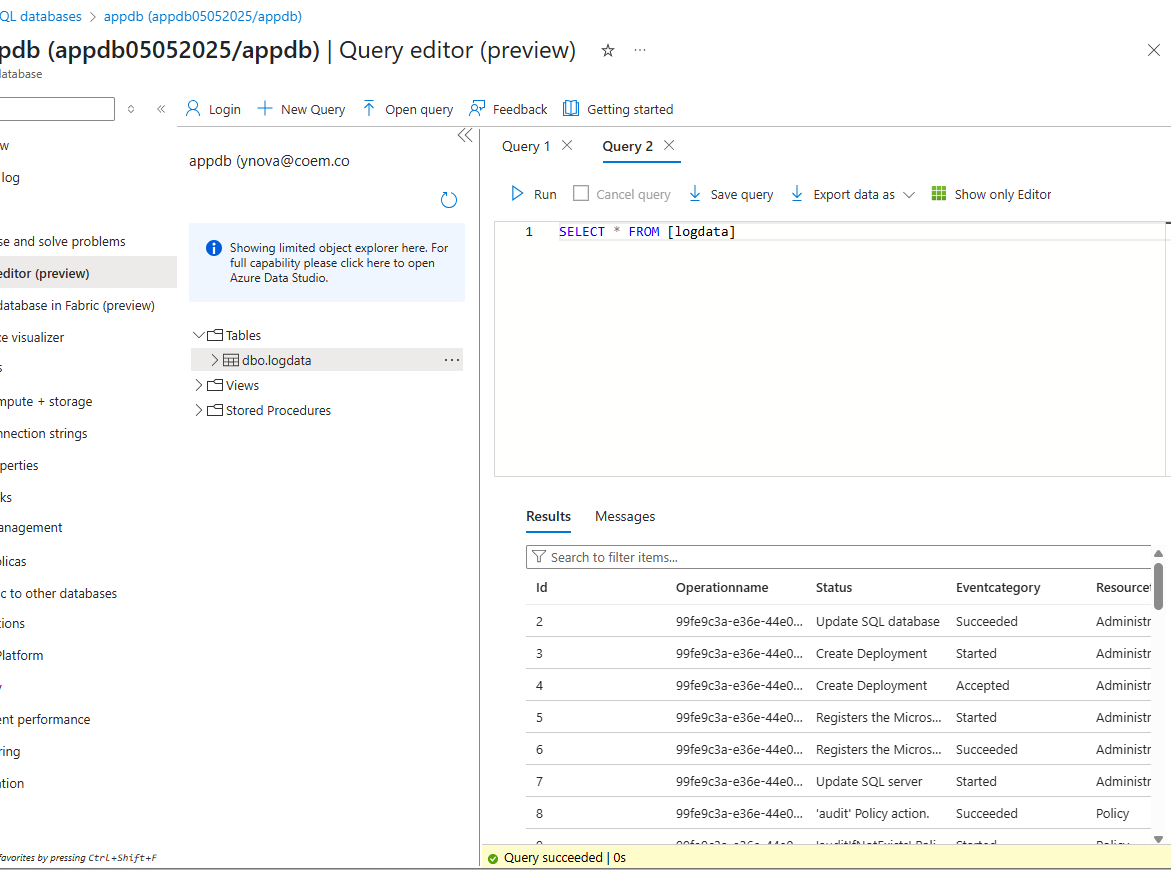 QL databases > appdb (appdb05052025/appdb)
pdb (appdb05052025/appdb) | Query editor (preview)
atabase
Login
New Query
Open query
Feedback
Getting started
w
log
se and solve problems
editor (preview)
database in Fabric (preview)
e visualizer
s
mpute + storage
nnection strings
perties
ks
anagement
licas
c to other databases
ions
Platform
y
ent performance
ring
ation
favorites by pressing Ctrl+Shift+F
appdb (ynova@coem.co
Showing limited object explorer here. For
full capability please click here to open
Azure Data Studio.
Tables
dbo.logdata
Views
Stored Procedures
Query 1
Query 2
Run
Cancel query
Save query
Export data as
Show only Editor
1 SELECT * FROM [logdata]
Results
Messages
Search to filter items...
Id Operationname Status Eventcategory Resourcet
2 99fe9c3a-e36e-44e0... Update SQL database Succeeded Administr
3 99fe9c3a-e36e-44e0... Create Deployment Started Administr
4 99fe9c3a-e36e-44e0... Create Deployment Accepted Administr
5 99fe9c3a-e36e-44e0... Registers the Micros... Started Administr
6 99fe9c3a-e36e-44e0... Registers the Micros... Succeeded Administr
7 99fe9c3a-e36e-44e0... Update SQL server Started Administr
8 99fe9c3a-e36e-44e0... 'audit' Policy action. Succeeded Policy
Query succeeded | 0s